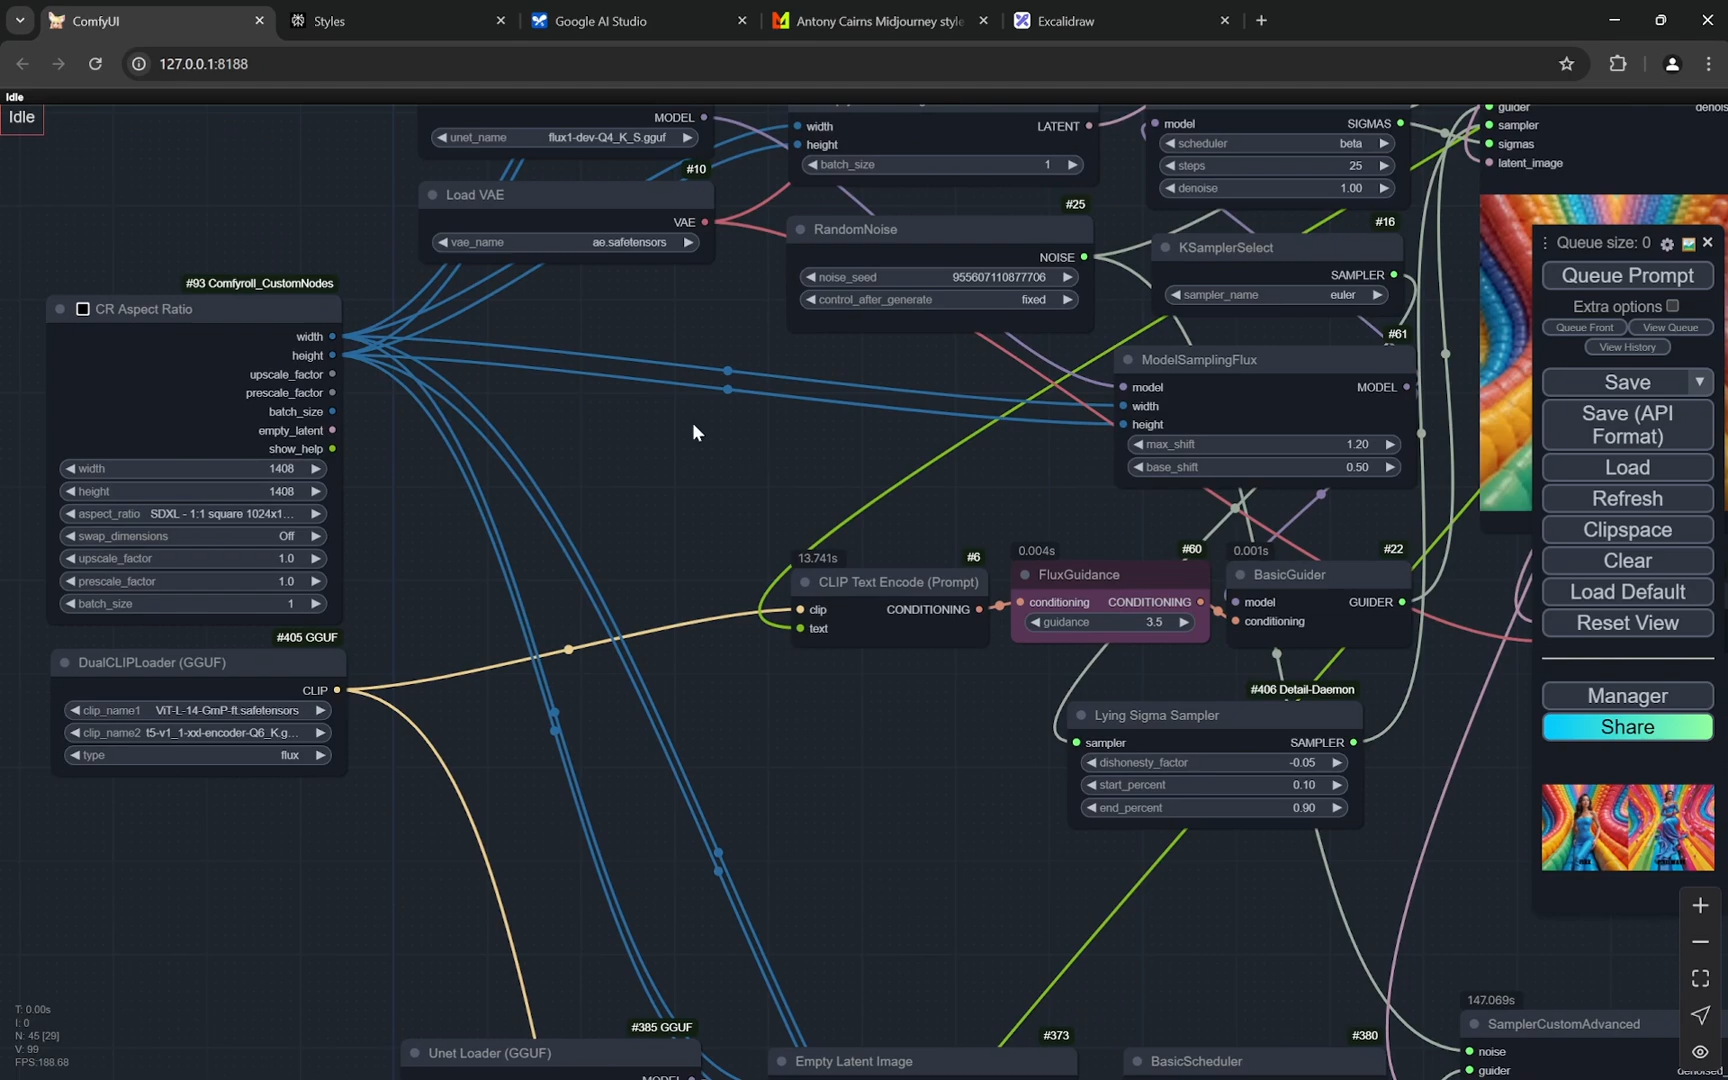 ComfyUI
Styles
Google AI Studio
Antony Cairns Midjourney style
Excalidraw
127.0.0.1:8188
Idle
Idle
MODEL
unet_name flux1-dev-Q4_K_S.gguf
#10
Load VAE
VAE
vae_name ae.safetensors
width LATENT
height
batch_size 1
#25
RandomNoise
NOISE
noise_seed 955607110877706
control_after_generate fixed
model SIGMAS
scheduler beta
steps 25
denoise 1.00
#16
KSamplerSelect
SAMPLER
sampler_name euler
guider
sampler
sigmas
latent_image
#93 Comfyroll_CustomNodes
CR Aspect Ratio
width
height
upscale_factor
prescale_factor
batch_size
empty_latent
show_help
width 1408
height 1408
aspect_ratio SDXL - 1:1 square 1024x1...
swap_dimensions Off
upscale_factor 1.0
prescale_factor 1.0
batch_size 1
#61
ModelSamplingFlux
model MODEL
width
height
max_shift 1.20
base_shift 0.50
#405 GGUF
DualCLIPLoader (GGUF)
CLIP
clip_name1 ViT-L-14-GmP-ft.safetensors
clip_name2 t5-v1_1-xxl-encoder-Q6_K.g...
type flux
13.741s #6
CLIP Text Encode (Prompt)
clip CONDITIONING
text
0.004s #60
FluxGuidance
conditioning CONDITIONING
guidance 3.5
0.001s #22
BasicGuider
model GUIDER
conditioning
#406 Detail-Daemon
Lying Sigma Sampler
sampler SAMPLER
dishonesty_factor -0.05
start_percent 0.10
end_percent 0.90
Queue size: 0
Queue Prompt
Extra options
Queue Front View Queue
View History
Save
Save (API
Format)
Load
Refresh
Clipspace
Clear
Load Default
Reset View
Manager
Share
T: 0.00s
I: 0
N: 45 [29]
V: 99
FPS:188.68
#385 GGUF
Unet Loader (GGUF)
#373
Empty Latent Image
#380
BasicScheduler
147.069s
SamplerCustomAdvanced
noise
guider